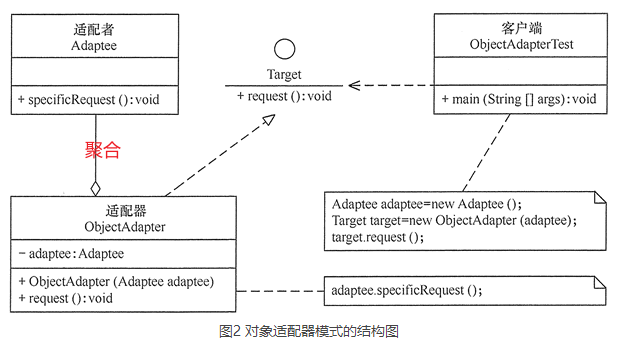 适配者
Adaptee
+ specificRequest ():void
Target
+ request ():void
客户端
ObjectAdapterTest
+ main (String [] args):void
聚合
适配器
ObjectAdapter
− adaptee:Adaptee
+ ObjectAdapter (Adaptee adaptee)
+ request ():void
Adaptee adaptee=new Adaptee ();
Target target=new ObjectAdapter (adaptee);
target.request ();
adaptee.specificRequest ();
图2 对象适配器模式的结构图